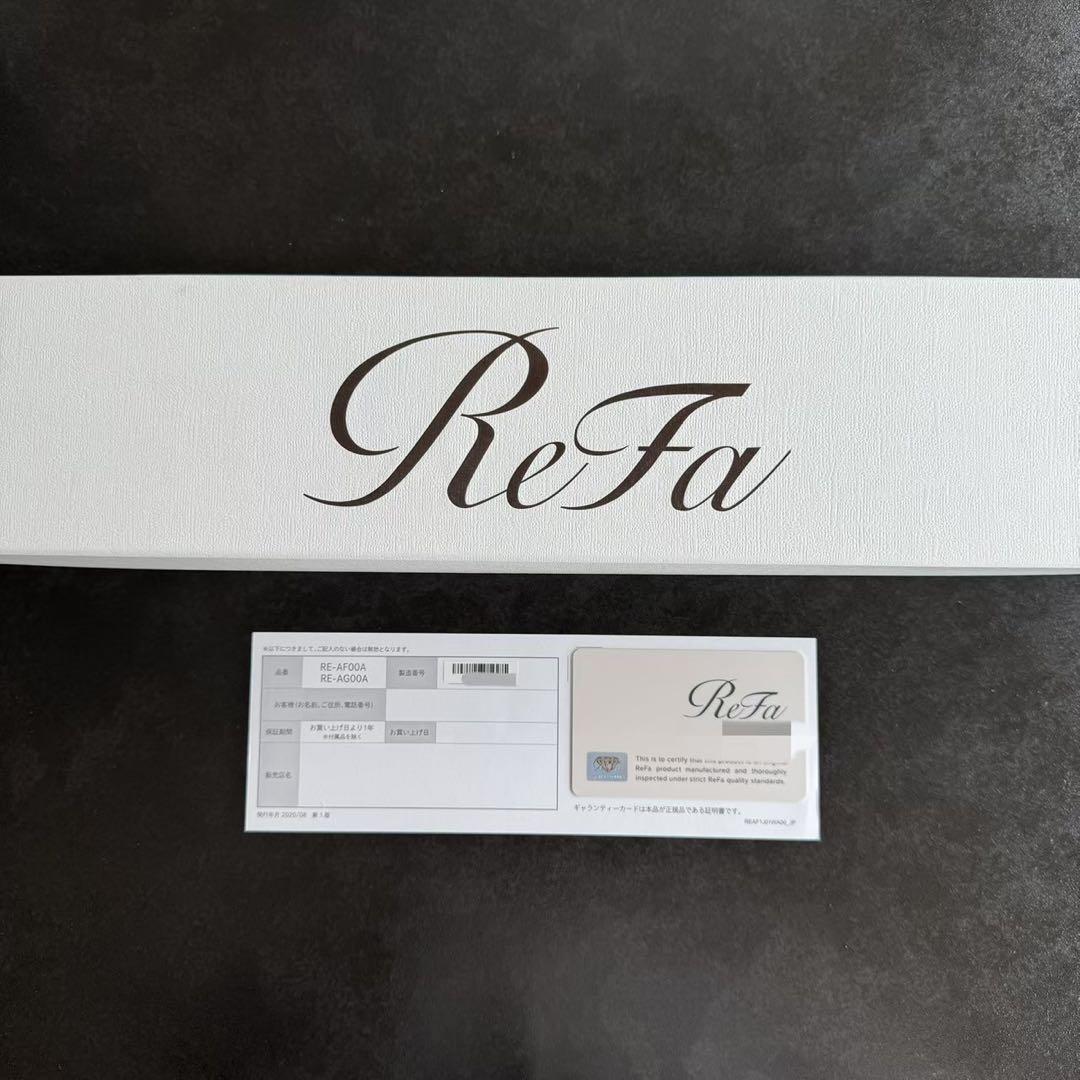 ReFa
※以下につきまして、ご記入のない場合は無効となります。
品番
RE-AF00A
RE-AG00A
製造番号
お客様(お名前、ご住所、電話番号)
保証期間
お買い上げ日より1年
※付属品を除く
お買い上げ日
販売店名
発行年月 2020/08 第1版
ReFa
This is to certify that this product is an original
ReFa product manufactured and thoroughly
inspected under strict ReFa quality standards.
ギャランティーカードは本品が正規品である証明書です。